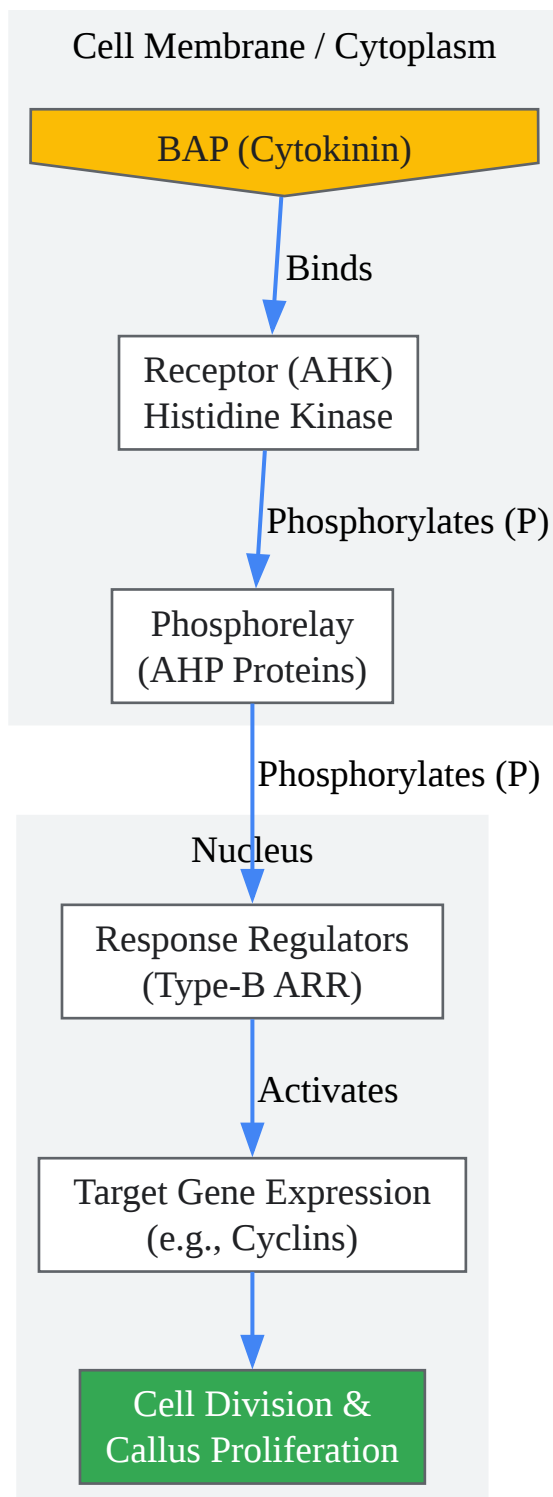 Cell Membrane / Cytoplasm
BAP (Cytokinin)
Binds
Receptor (AHK)
Histidine Kinase
Phosphorylates (P)
Phosphorelay
(AHP Proteins)
Phosphorylates (P)
Nucleus
Response Regulators
(Type-B ARR)
Activates
Target Gene Expression
(e.g., Cyclins)
Cell Division &
Callus Proliferation